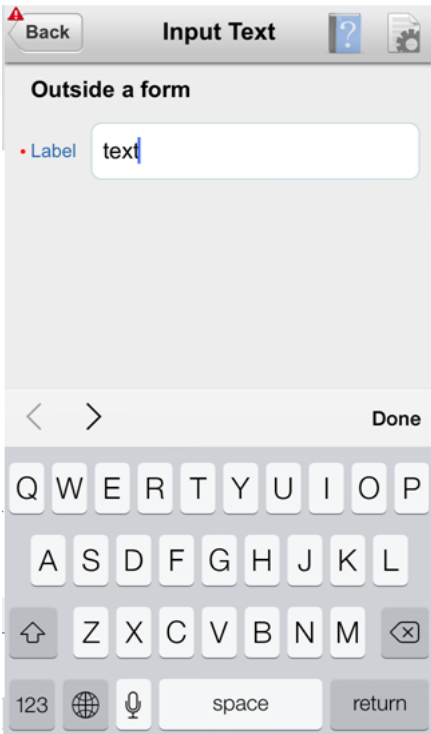 Back Input Text ?
Outside a form
• Label text
Done
Q W E R T Y U I O P
A S D F G H J K L
Z X C V B N M
123 space return